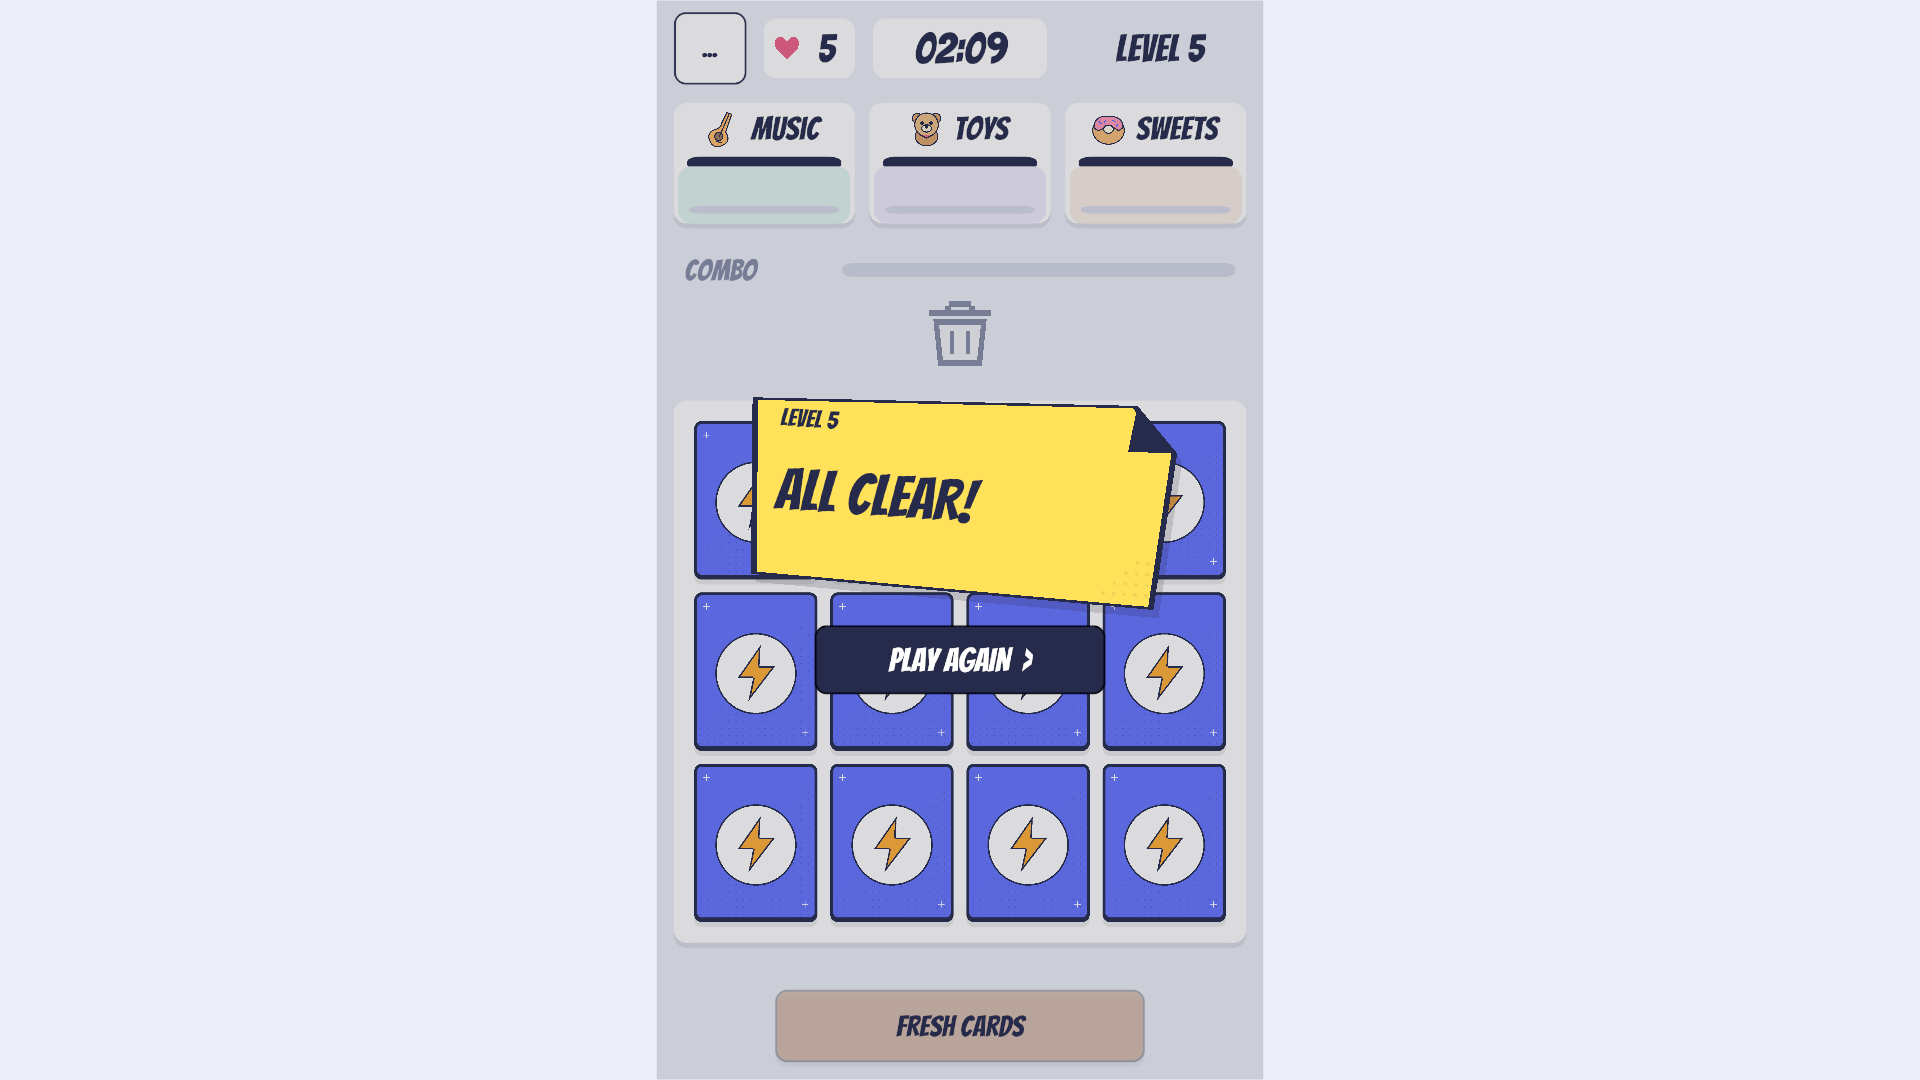 ...
5
02:09
LEVEL 5
MUSIC
TOYS
SWEETS
COMBO
LEVEL 5
ALL CLEAR!
PLAY AGAIN >
FRESH CARDS